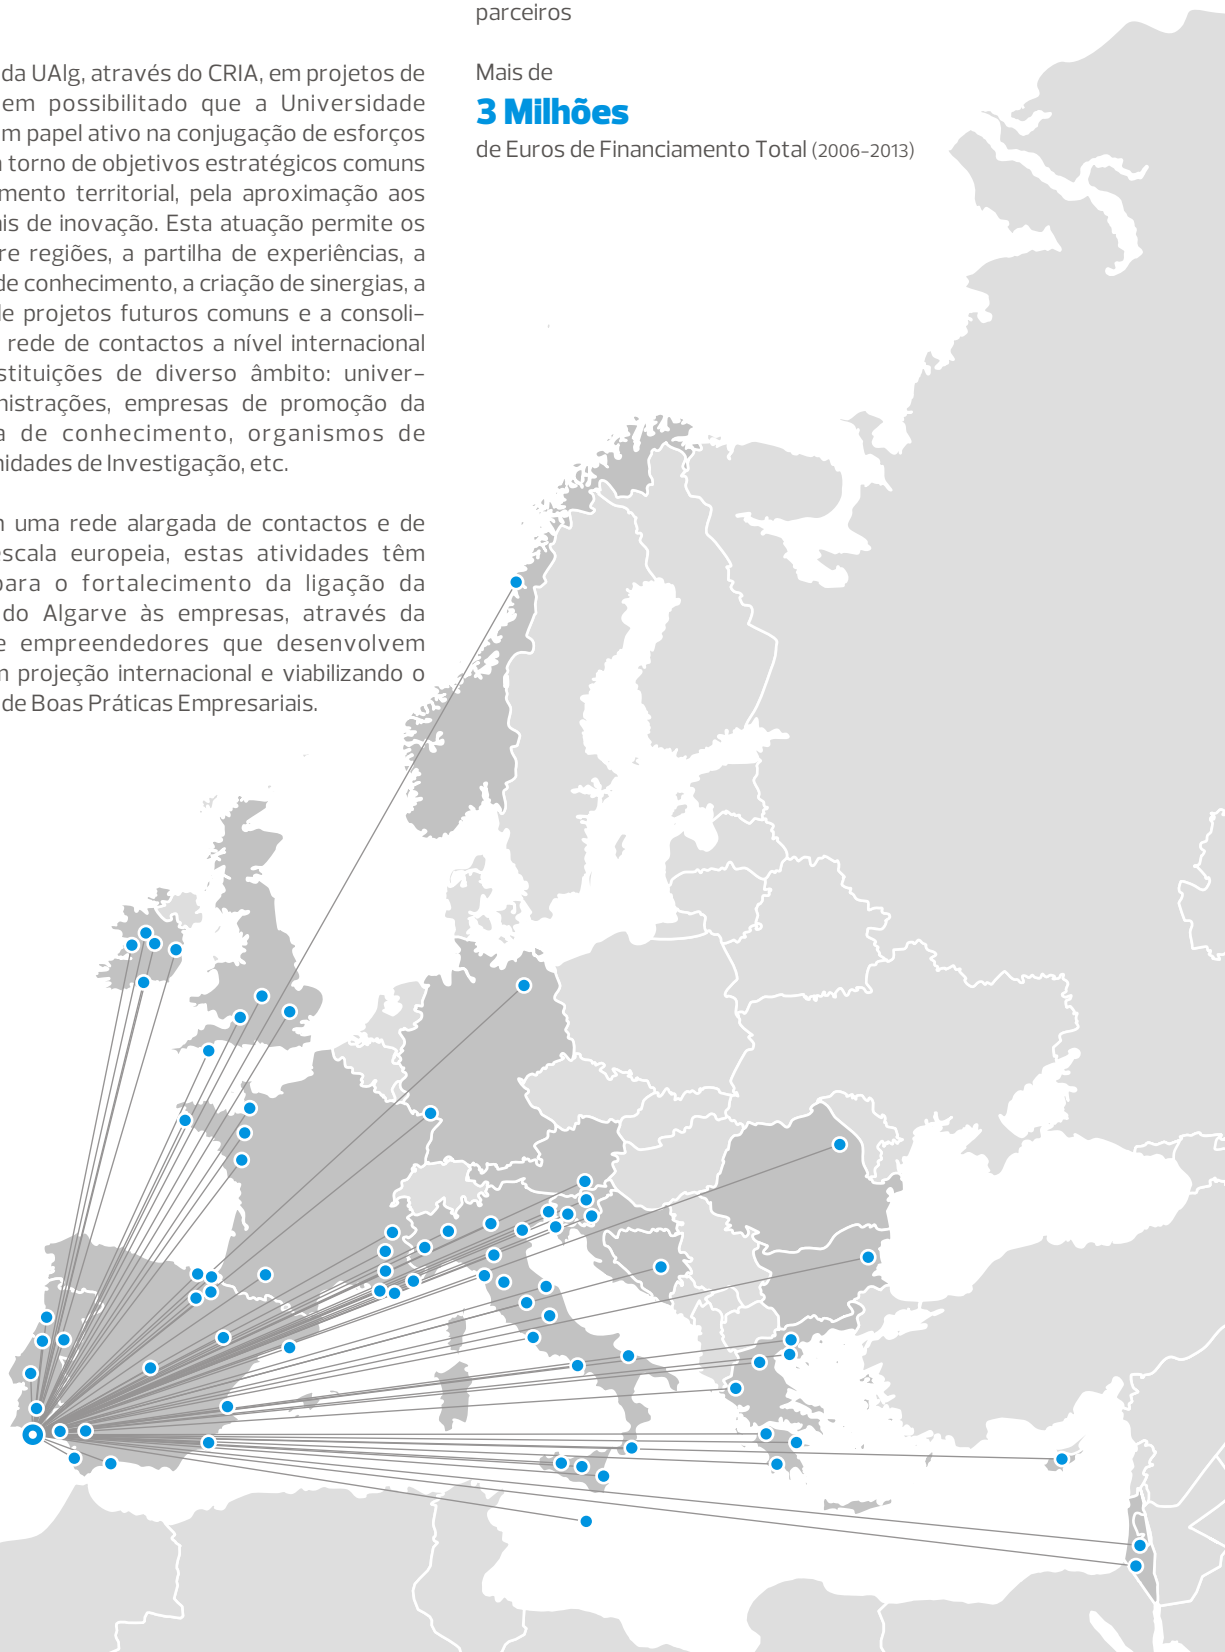 da UAlg, através do CRIA, em projetos de
em possibilitado que a Universidade
m papel ativo na conjugação de esforços
torno de objetivos estratégicos comuns
mento territorial, pela aproximação aos
is de inovação. Esta atuação permite os
re regiões, a partilha de experiências, a
de conhecimento, a criação de sinergias, a
de projetos futuros comuns e a consoli-
rede de contactos a nível internacional
stituições de diverso âmbito: univer-
nistrações, empresas de promoção da
a de conhecimento, organismos de
nidades de Investigação, etc.
uma rede alargada de contactos e de
escala europeia, estas atividades têm
para o fortalecimento da ligação da
do Algarve às empresas, através da
e empreendedores que desenvolvem
m projeção internacional e viabilizando o
de Boas Práticas Empresariais.
parceiros
Mais de
3 Milhões
de Euros de Financiamento Total (2006-2013)